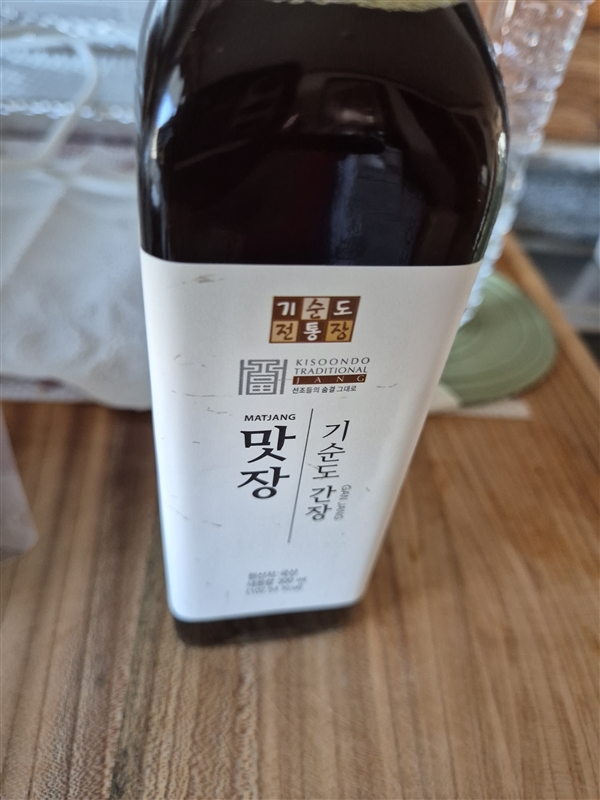 기순도
전통장
KISOONDO
TRADITIONAL
JANG
선조들의 숨결 그대로
MATJANG
맛장
기순도 간장
GAN JANG